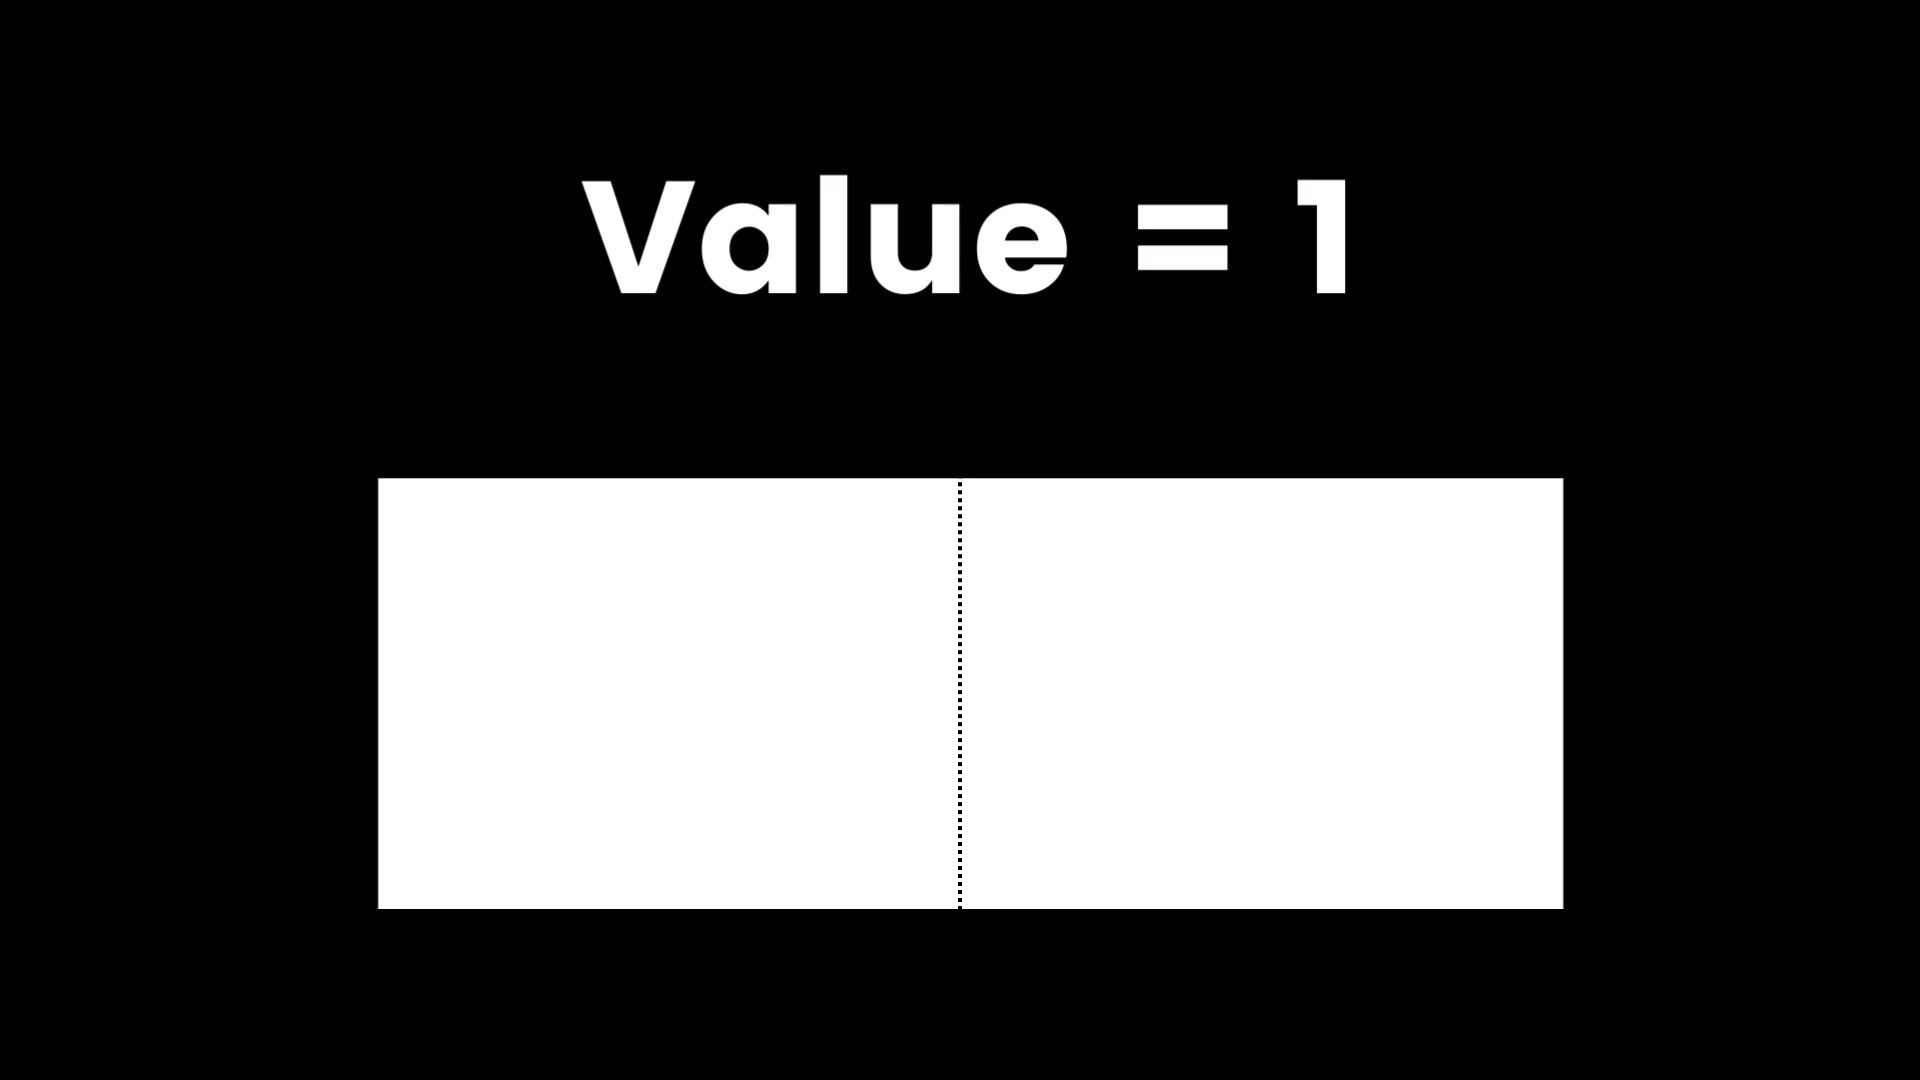 Value = 1